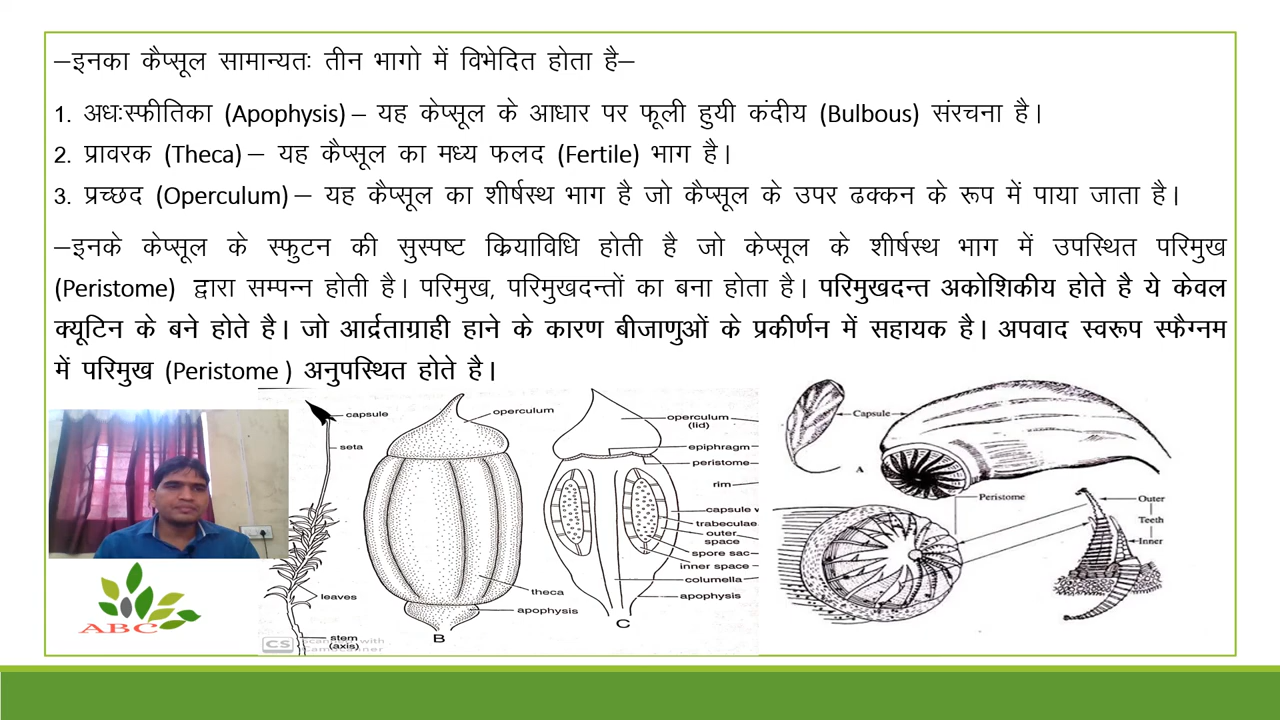 –इनका कैप्सूल सामान्यतः तीन भागो में विभेदित होता है–
1. अधःस्फीतिका (Apophysis) – यह केप्सूल के आधार पर फूली हुयी कंदीय (Bulbous) संरचना है।
2. प्रावरक (Theca) – यह कैप्सूल का मध्य फलद (Fertile) भाग है।
3. प्रच्छद (Operculum) – यह कैप्सूल का शीर्षस्थ भाग है जो कैप्सूल के उपर ढक्कन के रूप में पाया जाता है।
–इनके केप्सूल के स्फुटन की सुस्पष्ट क्रियाविधि होती है जो केप्सूल के शीर्षस्थ भाग में उपस्थित परिमुख
(Peristome) द्वारा सम्पन्न होती है। परिमुख, परिमुखदन्तों का बना होता है। परिमुखदन्त अकोशिकीय होते है ये केवल
क्यूटिन के बने होते है। जो आर्द्रताग्राही हाने के कारण बीजाणुओं के प्रकीर्णन में सहायक है। अपवाद स्वरूप स्फैग्नम
में परिमुख (Peristome ) अनुपस्थित होते है।
capsule
seta
leaves
stem
(axis)
CS
operculum
theca
apophysis
B
operculum
(lid)
epiphragm
peristome
rim
capsule w
trabeculae
outer
space
spore sac
inner space
columella
apophysis
C
Capsule
A
Peristome
Outer
Teeth
Inner
ABC